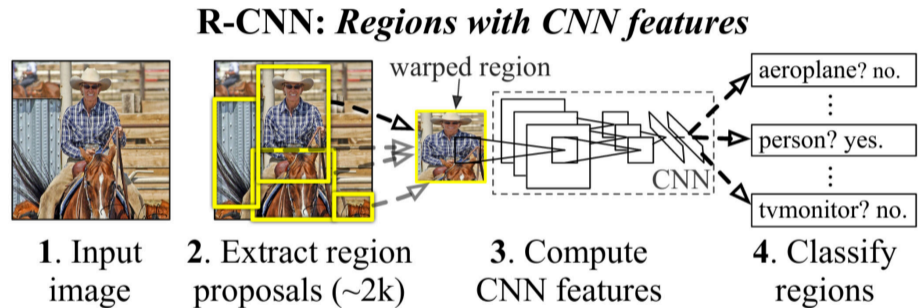 R-CNN: Regions with CNN features
warped region
aeroplane? no.
⋮
person? yes.
⋮
tvmonitor? no.
CNN
1. Input
image
2. Extract region
proposals (~2k)
3. Compute
CNN features
4. Classify
regions